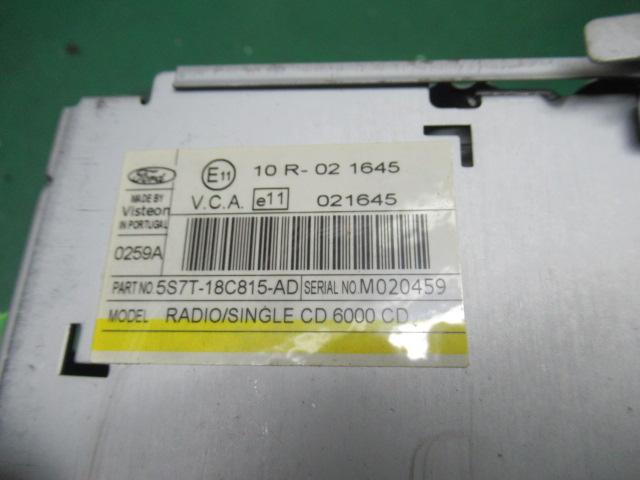 Ford
MADE BY
Visteon
IN PORTUGAL
0259A
E11 10 R- 02 1645
V.C.A. e11 021645
PART NO. 5S7T-18C815-AD SERIAL NO. M020459
MODEL RADIO/SINGLE CD 6000 CD